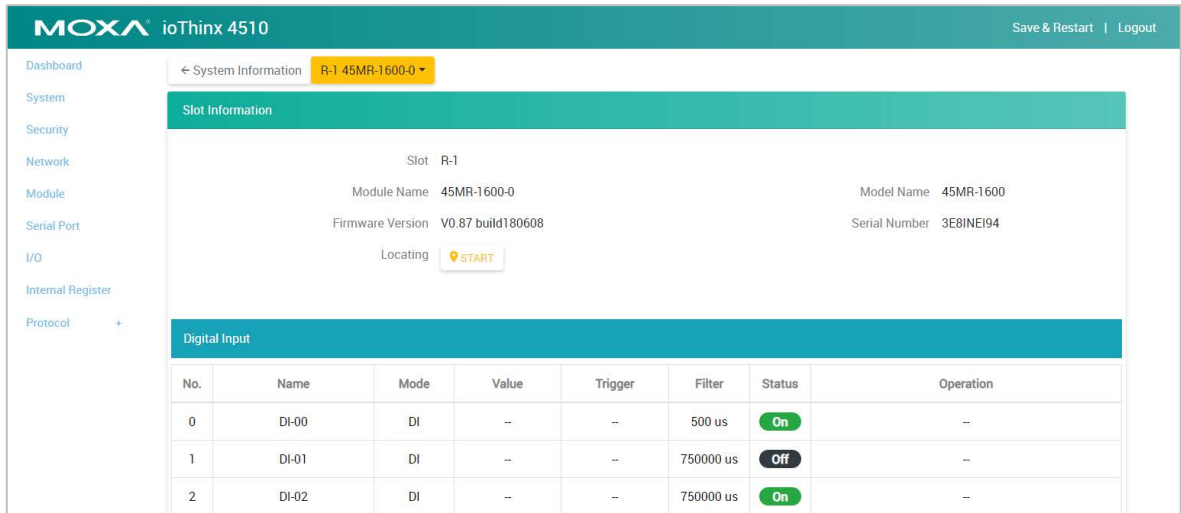 MOXA® ioThinx 4510 Save & Restart | Logout
Dashboard
System
Security
Network
Module
Serial Port
I/O
Internal Register
Protocol +
← System Information R-1 45MR-1600-0
Slot Information
Slot R-1
Module Name 45MR-1600-0 Model Name 45MR-1600
Firmware Version V0.87 build180608 Serial Number 3E8INEI94
Locating START
Digital Input
No. Name Mode Value Trigger Filter Status Operation
0 DI-00 DI -- -- 500 us On --
1 DI-01 DI -- -- 750000 us Off --
2 DI-02 DI -- -- 750000 us On --